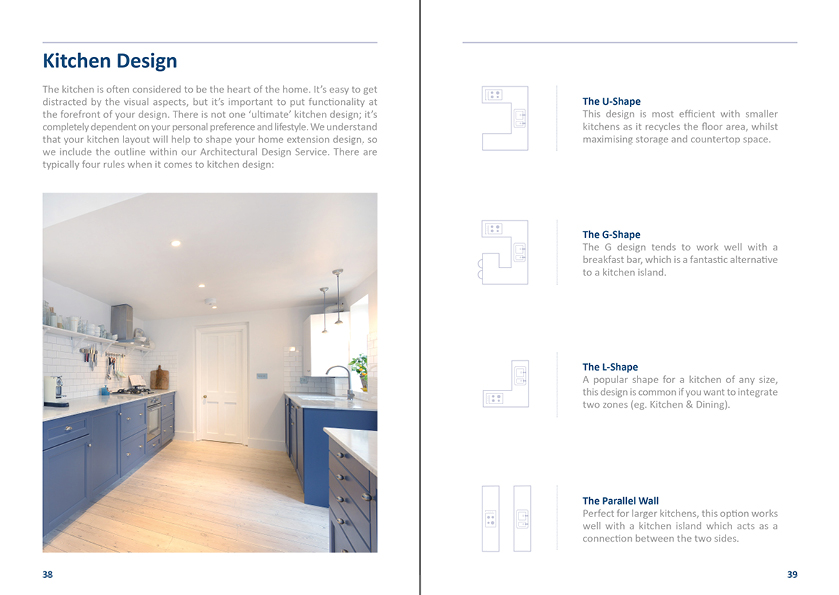 Kitchen Design
The kitchen is often considered to be the heart of the home. It's easy to get
distracted by the visual aspects, but it's important to put functionality at
the forefront of your design. There is not one 'ultimate' kitchen design; it's
completely dependent on your personal preference and lifestyle. We understand
that your kitchen layout will help to shape your home extension design, so
we include the outline within our Architectural Design Service. There are
typically four rules when it comes to kitchen design:
38
The U-Shape
This design is most efficient with smaller
kitchens as it recycles the floor area, whilst
maximising storage and countertop space.
The G-Shape
The G design tends to work well with a
breakfast bar, which is a fantastic alternative
to a kitchen island.
The L-Shape
A popular shape for a kitchen of any size,
this design is common if you want to integrate
two zones (eg. Kitchen & Dining).
The Parallel Wall
Perfect for larger kitchens, this option works
well with a kitchen island which acts as a
connection between the two sides.
39